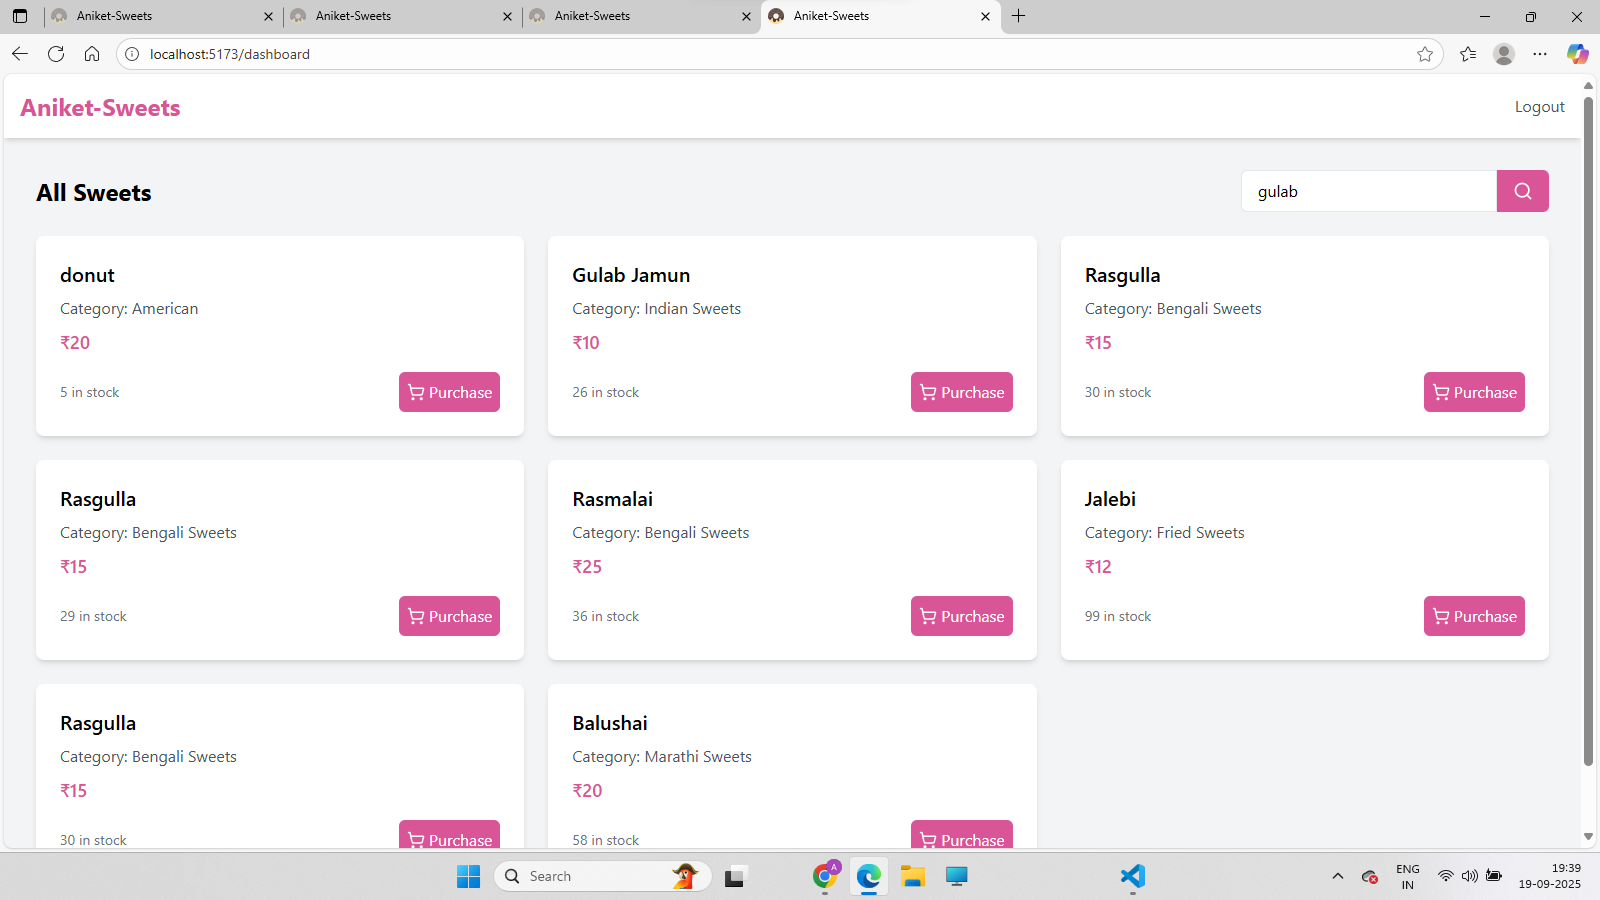 Aniket-Sweets
Aniket-Sweets
Aniket-Sweets
Aniket-Sweets
localhost:5173/dashboard
Aniket-Sweets
Logout
All Sweets
gulab
donut
Category: American
₹20
5 in stock
Purchase
Gulab Jamun
Category: Indian Sweets
₹10
26 in stock
Purchase
Rasgulla
Category: Bengali Sweets
₹15
30 in stock
Purchase
Rasgulla
Category: Bengali Sweets
₹15
29 in stock
Purchase
Rasmalai
Category: Bengali Sweets
₹25
36 in stock
Purchase
Jalebi
Category: Fried Sweets
₹12
99 in stock
Purchase
Rasgulla
Category: Bengali Sweets
₹15
30 in stock
Purchase
Balushai
Category: Marathi Sweets
₹20
58 in stock
Purchase
Search
A
ENG
IN
19:39
19-09-2025